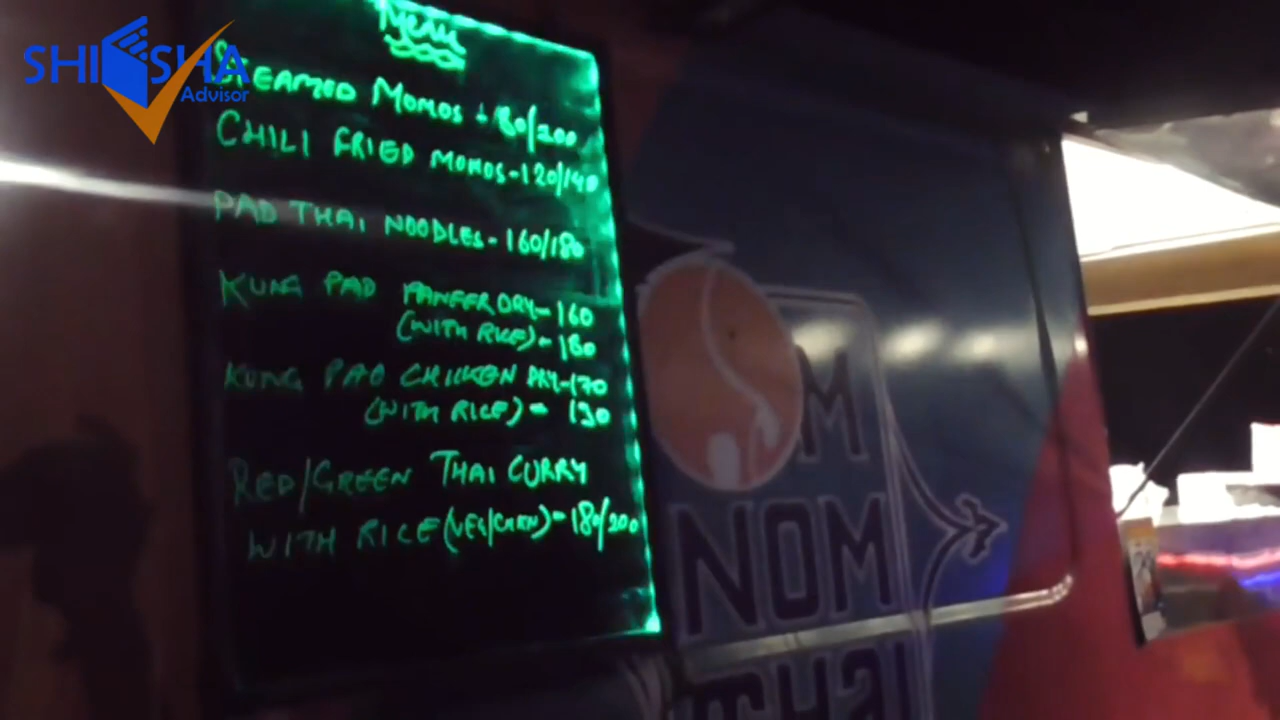 SHIKSHA
Advisor
Menu
STEAMED MOMOS - 180/200
CHILI FRIED MOMOS-120/140
PAD THAI NOODLES-160/180
KUNG PAD PANEER DRY-160
(WITH RICE)-180
KUNG PAO CHICKEN DRY-170
(WITH RICE)- 190
RED/GREEN THAI CURRY
WITH RICE (VEG/CHKN)-180/200
M
NOM
THAI